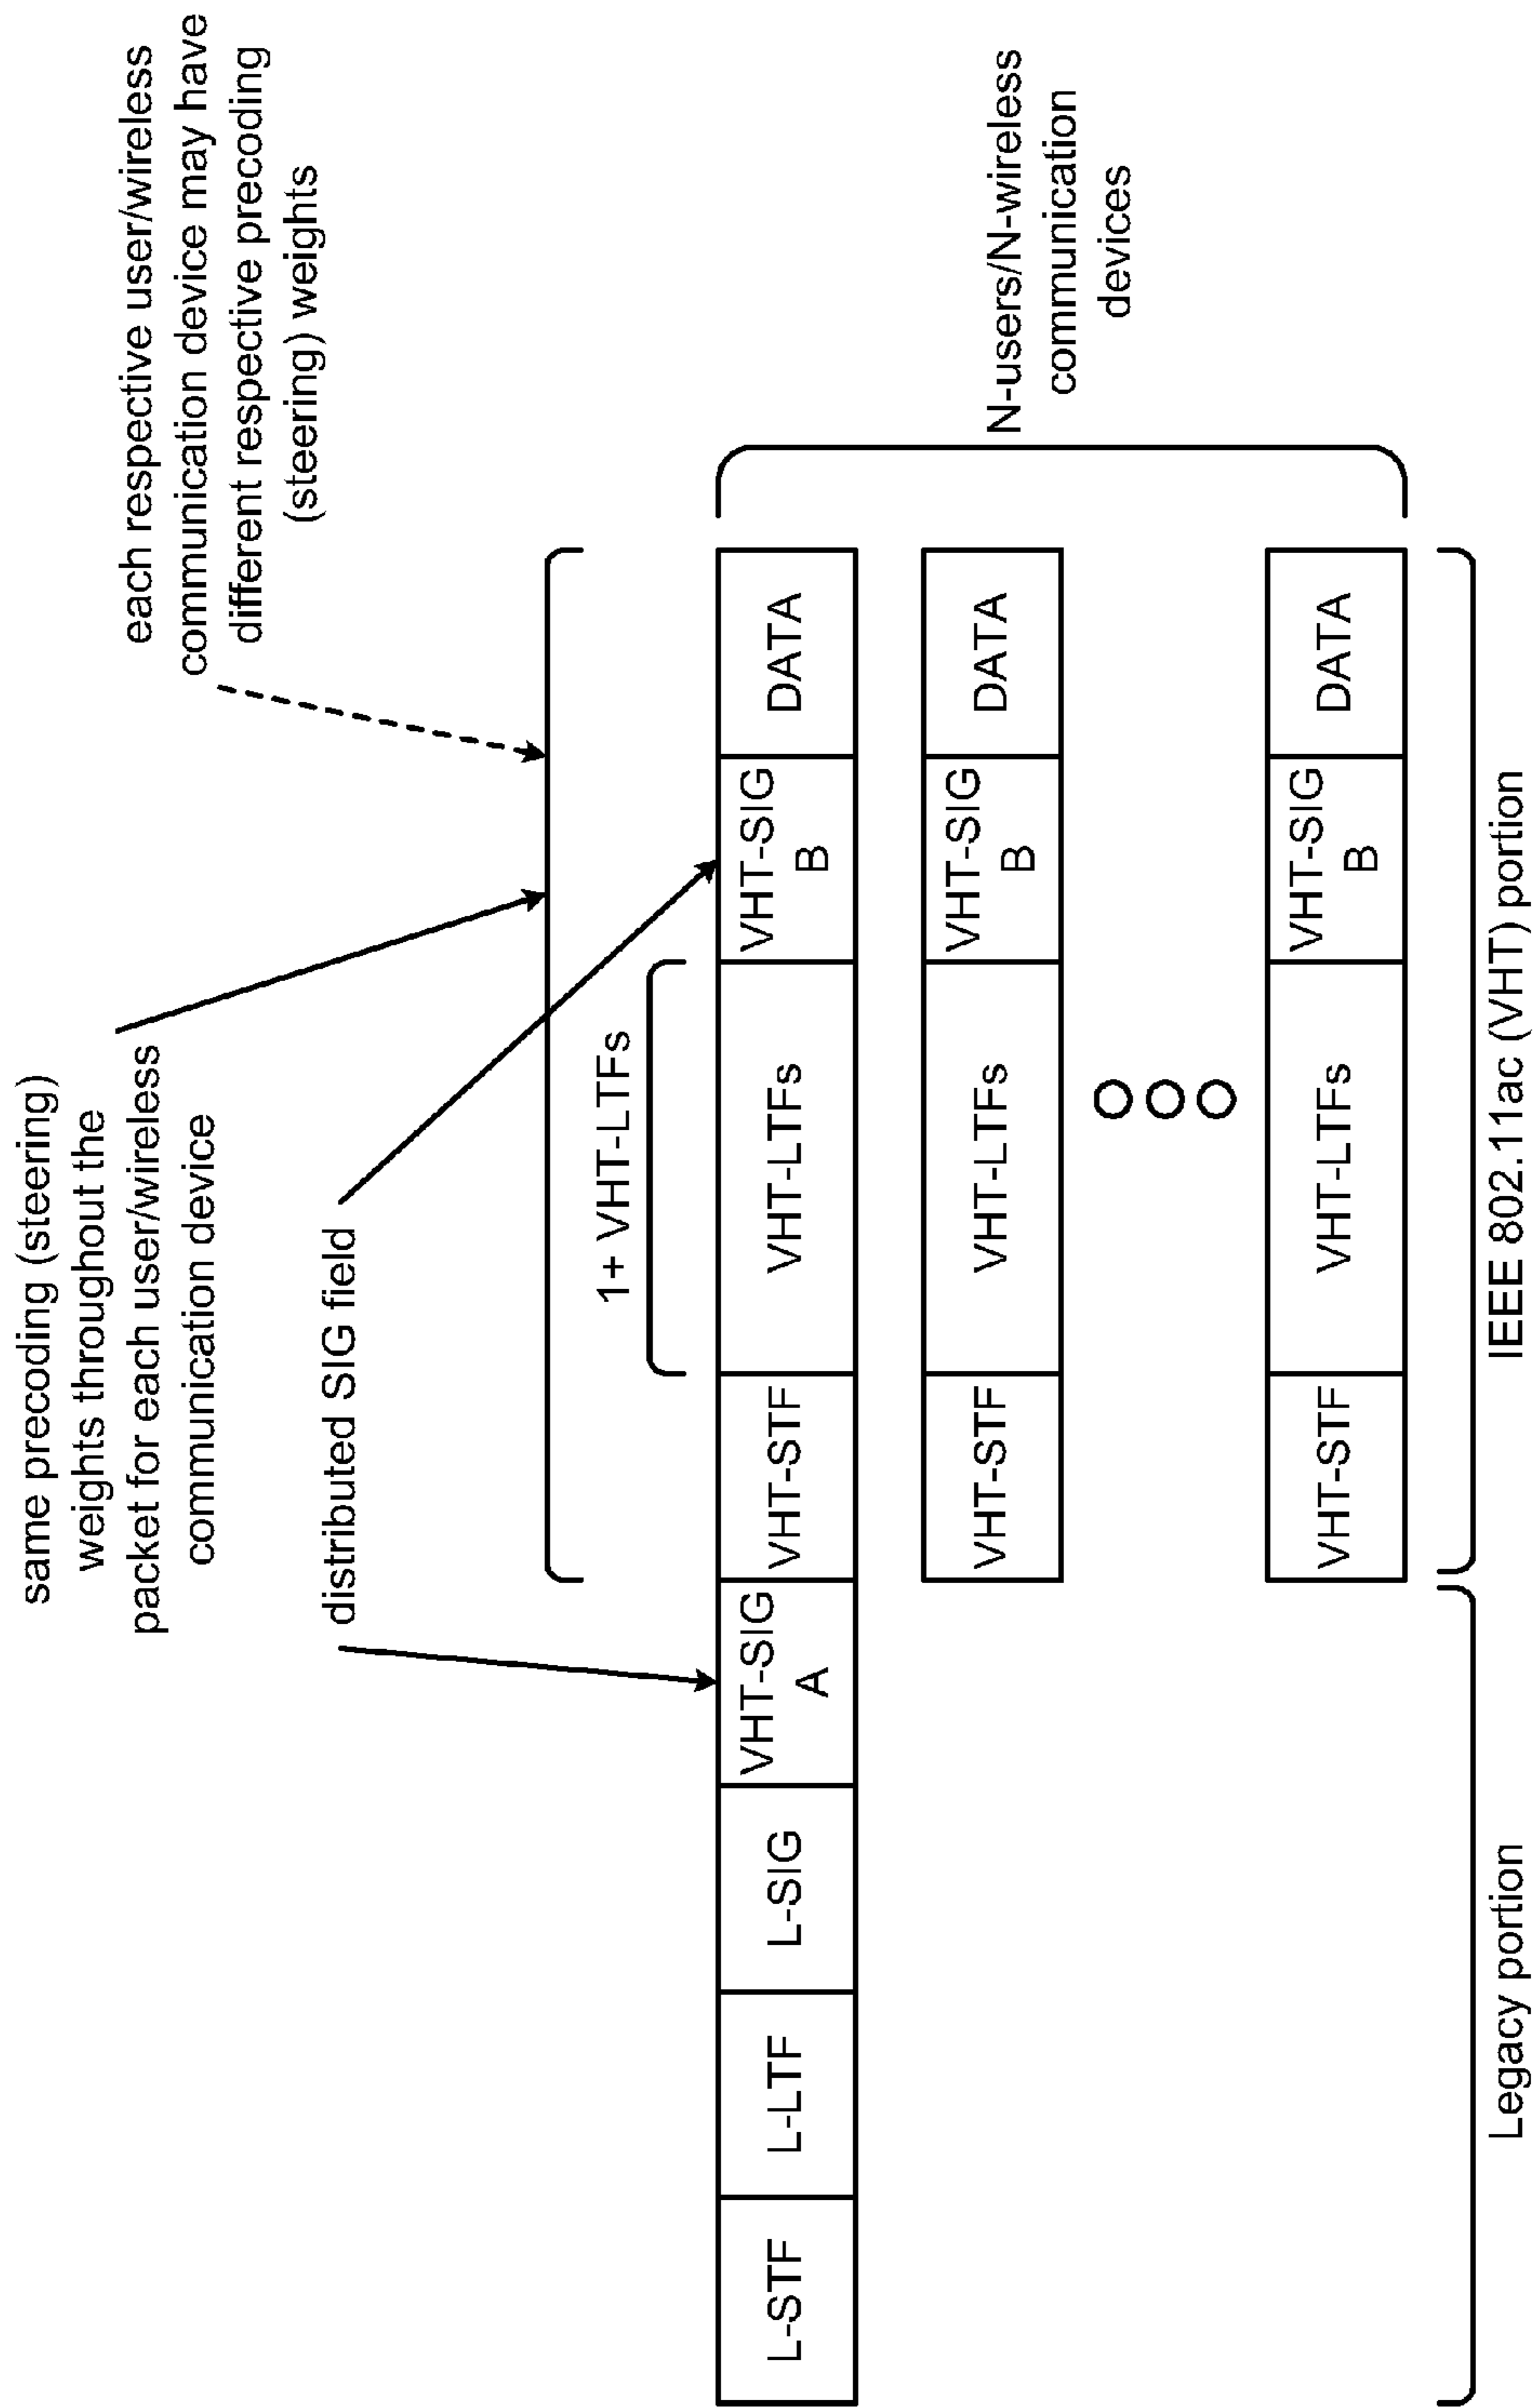 same precoding (steering)
weights throughout the
packet for each user/wireless
communication device
each respective user/wireless
communication device may have
different respective precoding
(steering) weights
distributed SIG field
1+ VHT-LTFs
L-STF
L-LTF
L-SIG
VHT-SIG
A
VHT-STF
VHT-LTFs
VHT-SIG
B
DATA
VHT-STF
VHT-LTFs
VHT-SIG
B
DATA
VHT-STF
VHT-LTFs
VHT-SIG
B
DATA
N-users/N-wireless
communication
devices
Legacy portion
IEEE 802.11ac (VHT) portion